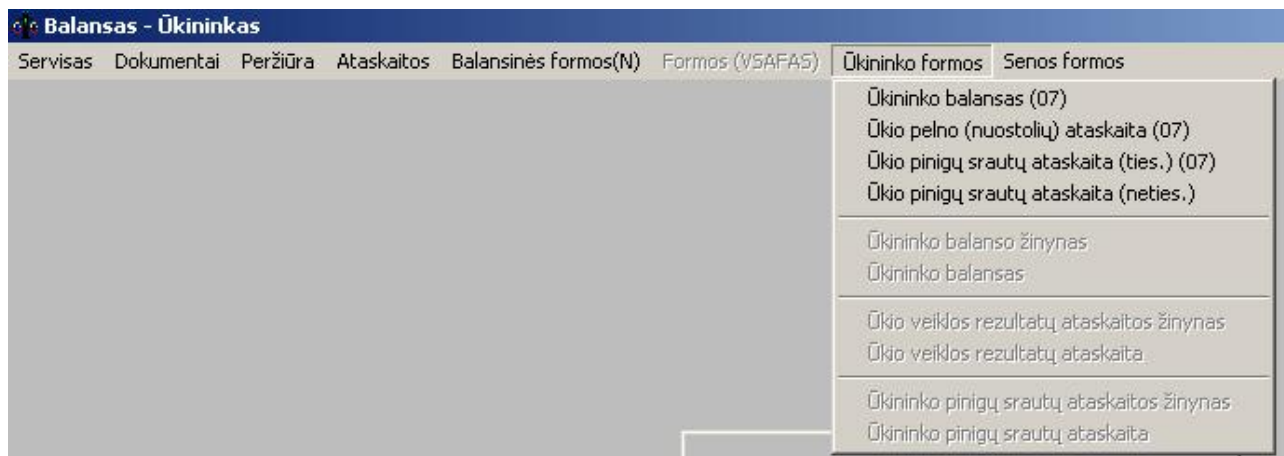 Balansas - Ūkininkas
Servisas Dokumentai Peržiūra Ataskaitos Balansinės formos(N) Formos (VSAFAS) Ūkininko formos Senos formos
Ūkininko balansas (07)
Ūkio pelno (nuostolių) ataskaita (07)
Ūkio pinigų srautų ataskaita (ties.) (07)
Ūkio pinigų srautų ataskaita (neties.)
Ūkininko balanso žinynas
Ūkininko balansas
Ūkio veiklos rezultatų ataskaitos žinynas
Ūkio veiklos rezultatų ataskaita
Ūkininko pinigų srautų ataskaitos žinynas
Ūkininko pinigų srautų ataskaita